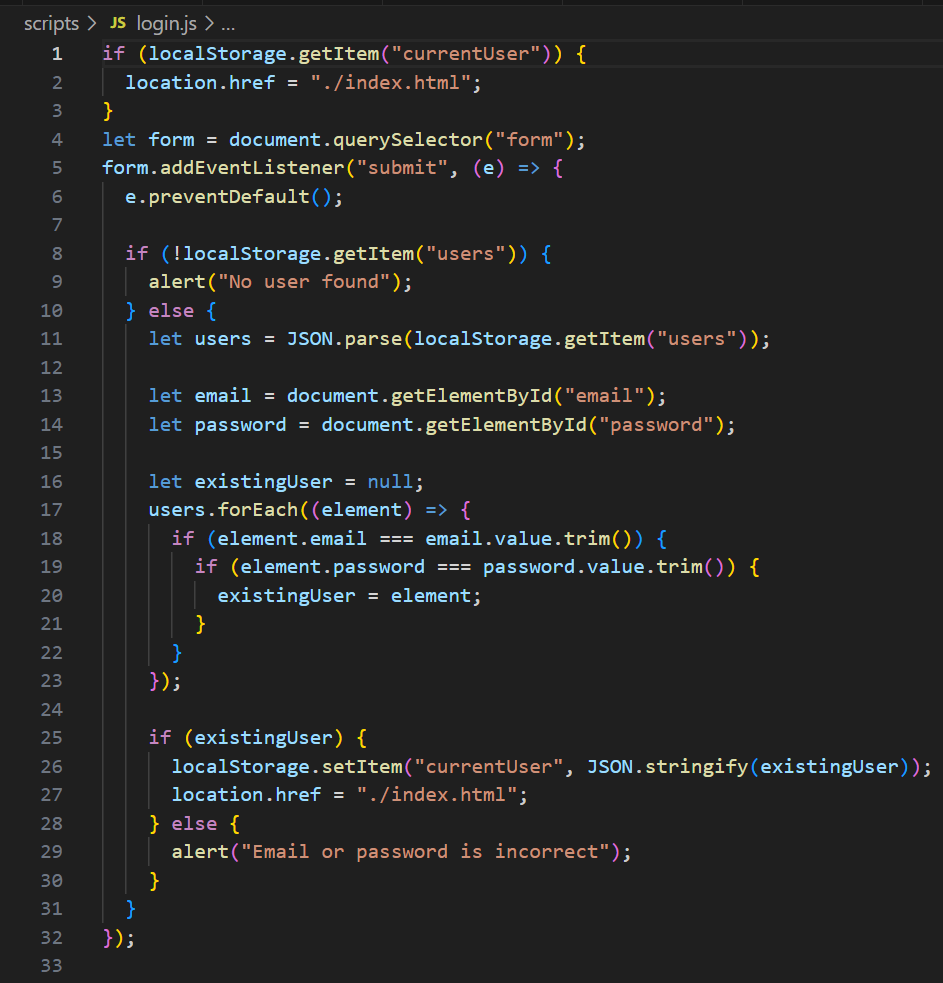 scripts > JS login.js > ...
1 if (localStorage.getItem("currentUser")) {
2   location.href = "./index.html";
3 }
4 let form = document.querySelector("form");
5 form.addEventListener("submit", (e) => {
6   e.preventDefault();
7
8   if (!localStorage.getItem("users")) {
9     alert("No user found");
10   } else {
11     let users = JSON.parse(localStorage.getItem("users"));
12
13     let email = document.getElementById("email");
14     let password = document.getElementById("password");
15
16     let existingUser = null;
17     users.forEach((element) => {
18       if (element.email === email.value.trim()) {
19         if (element.password === password.value.trim()) {
20           existingUser = element;
21         }
22       }
23     });
24
25     if (existingUser) {
26       localStorage.setItem("currentUser", JSON.stringify(existingUser));
27       location.href = "./index.html";
28     } else {
29       alert("Email or password is incorrect");
30     }
31   }
32 });
33